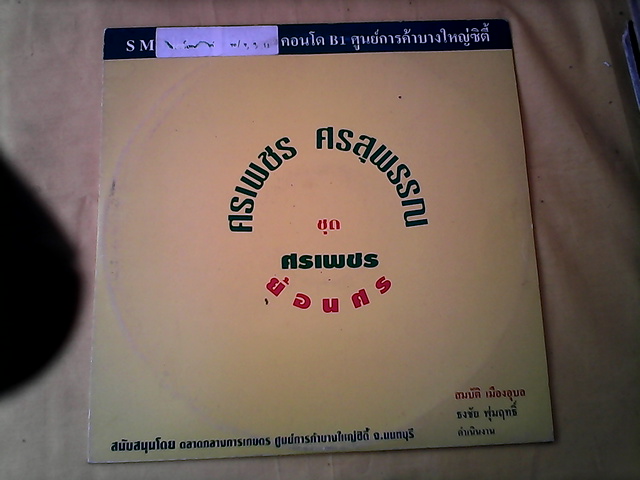 SM คอนโด B1 ศูนย์การค้าบางใหญ่ซิตี้
ศรเพชร ศรสุพรรณ
ชุด
ศรเพชร
ย้อนศร
สมบัติ เมืองอุบล
ธงชัย พุ่มฤทธิ์
ดำเนินงาน
สนับสนุนโดย ตลาดกลางการเกษตร ศูนย์การค้าบางใหญ่ซิตี้ จ.นนทบุรี